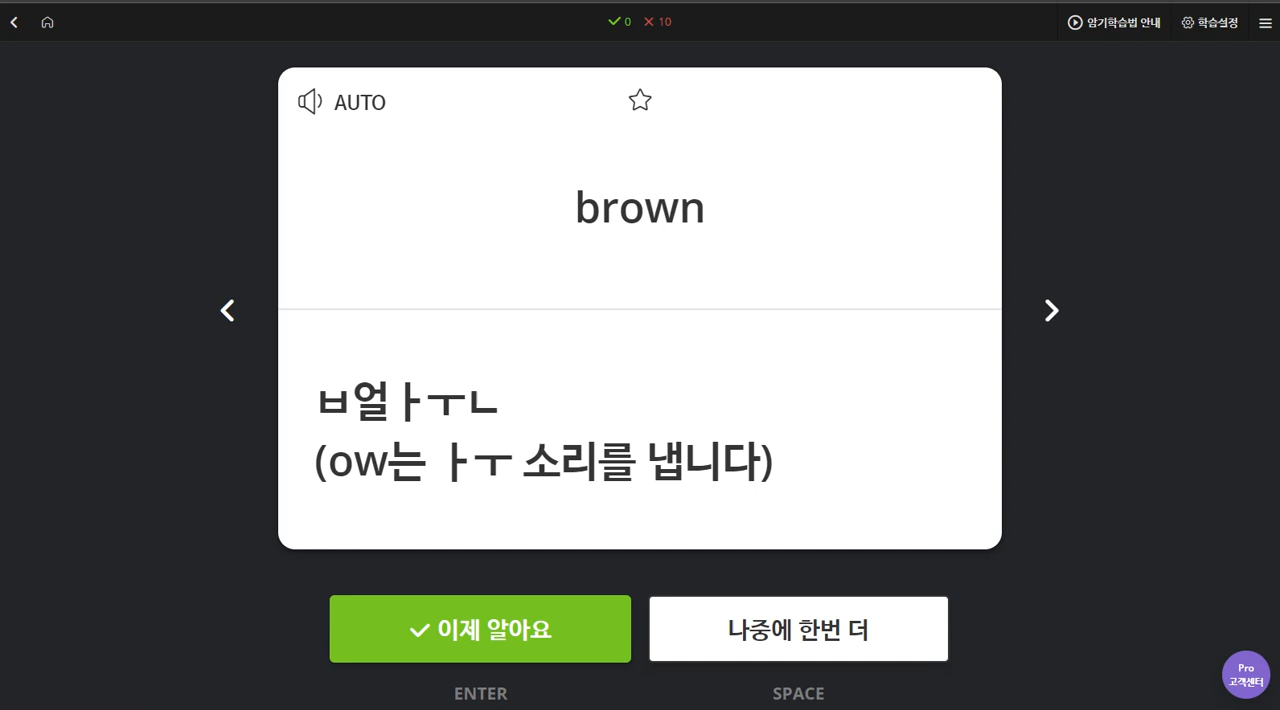 0 10
암기학습법 안내 학습설정
AUTO
brown
ㅂ얼ㅏㅜㄴ
(ow는 ㅏㅜ 소리를 냅니다)
이제 알아요 나중에 한번 더
ENTER SPACE
Pro
고객센터